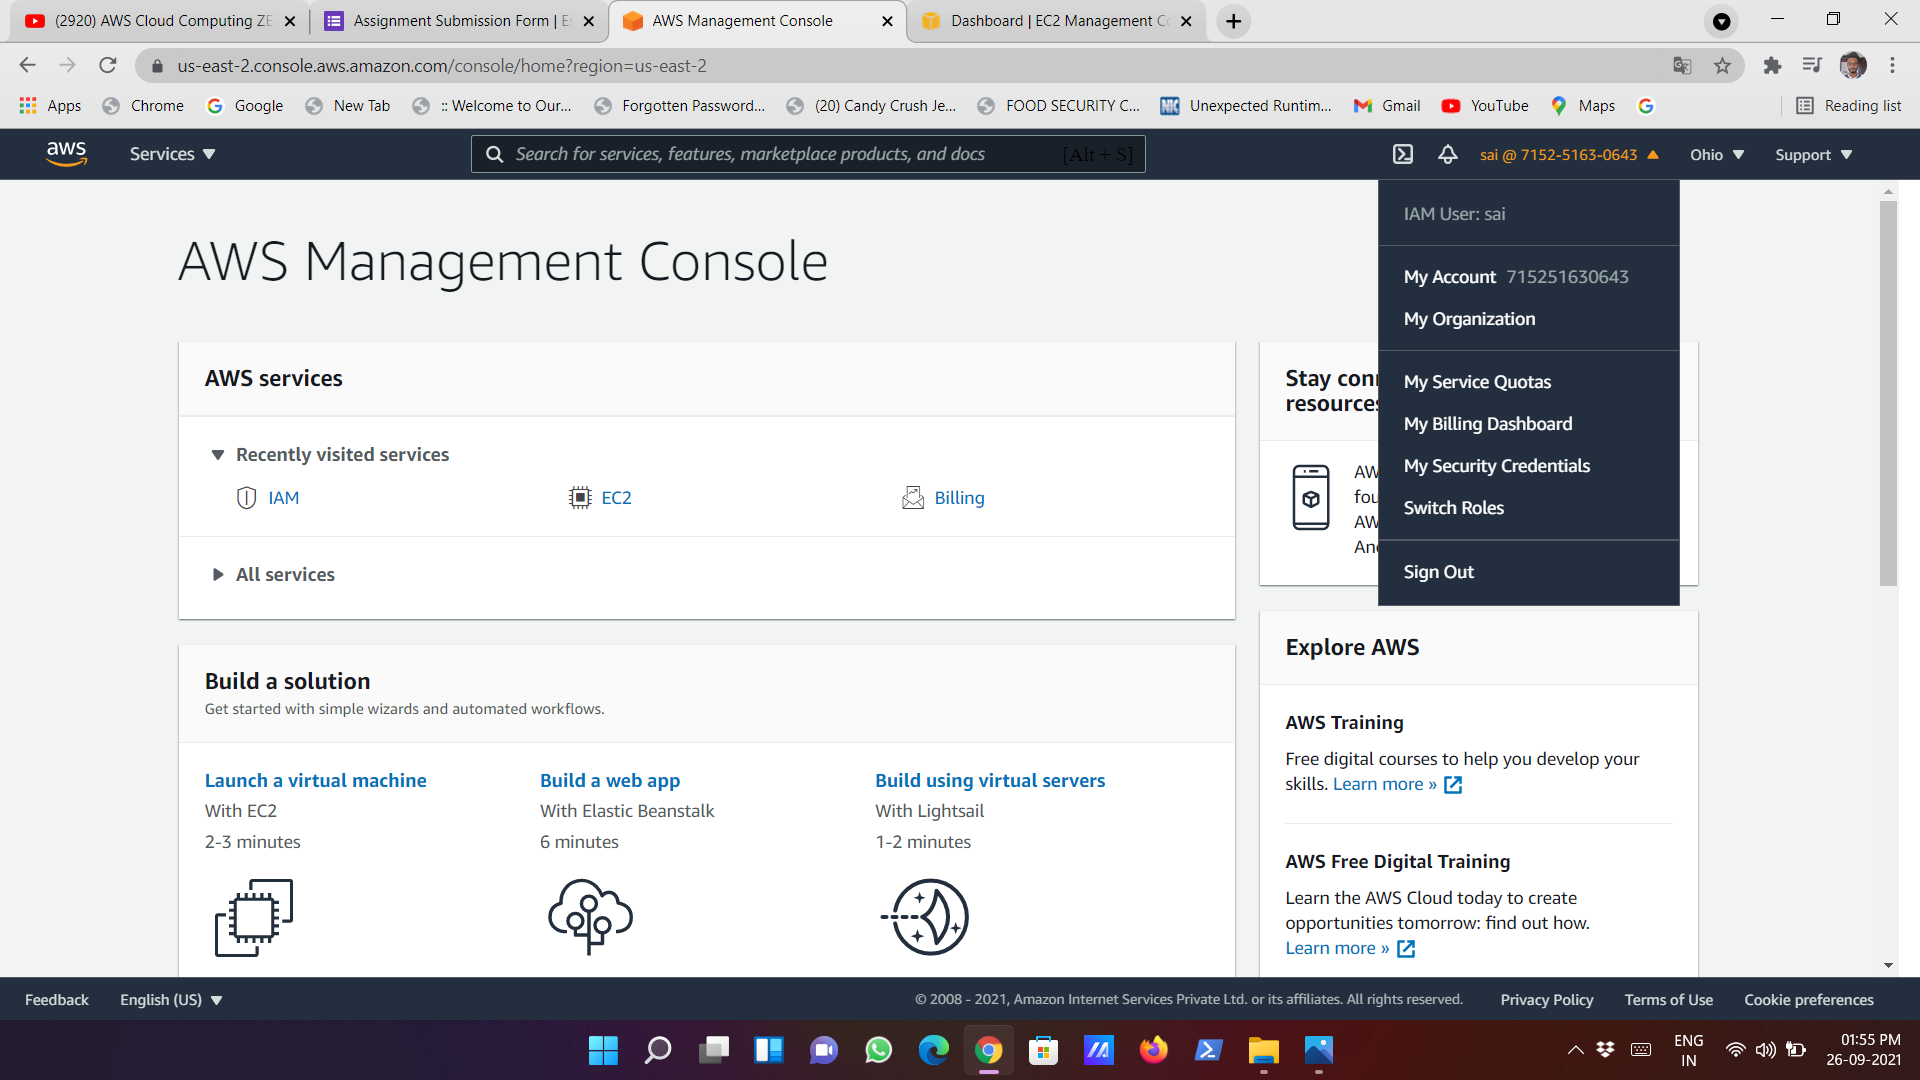 (2920) AWS Cloud Computing ZE
Assignment Submission Form | Es
AWS Management Console
Dashboard | EC2 Management Co
us-east-2.console.aws.amazon.com/console/home?region=us-east-2
Apps
Chrome
Google
New Tab
:: Welcome to Our...
Forgotten Password...
(20) Candy Crush Je...
FOOD SECURITY C...
Unexpected Runtim...
Gmail
YouTube
Maps
Reading list
aws
Services
Search for services, features, marketplace products, and docs
[Alt + S]
sai @ 7152-5163-0643
Ohio
Support
IAM User: sai
My Account 715251630643
My Organization
My Service Quotas
My Billing Dashboard
My Security Credentials
Switch Roles
Sign Out
AWS Management Console
AWS services
Recently visited services
IAM
EC2
Billing
All services
Build a solution
Get started with simple wizards and automated workflows.
Launch a virtual machine
With EC2
2-3 minutes
Build a web app
With Elastic Beanstalk
6 minutes
Build using virtual servers
With Lightsail
1-2 minutes
Stay con
resources
AW
fou
AW
And
Explore AWS
AWS Training
Free digital courses to help you develop your
skills. Learn more »
AWS Free Digital Training
Learn the AWS Cloud today to create
opportunities tomorrow: find out how.
Learn more »
Feedback
English (US)
© 2008 - 2021, Amazon Internet Services Private Ltd. or its affiliates. All rights reserved.
Privacy Policy
Terms of Use
Cookie preferences
ENG
IN
01:55 PM
26-09-2021